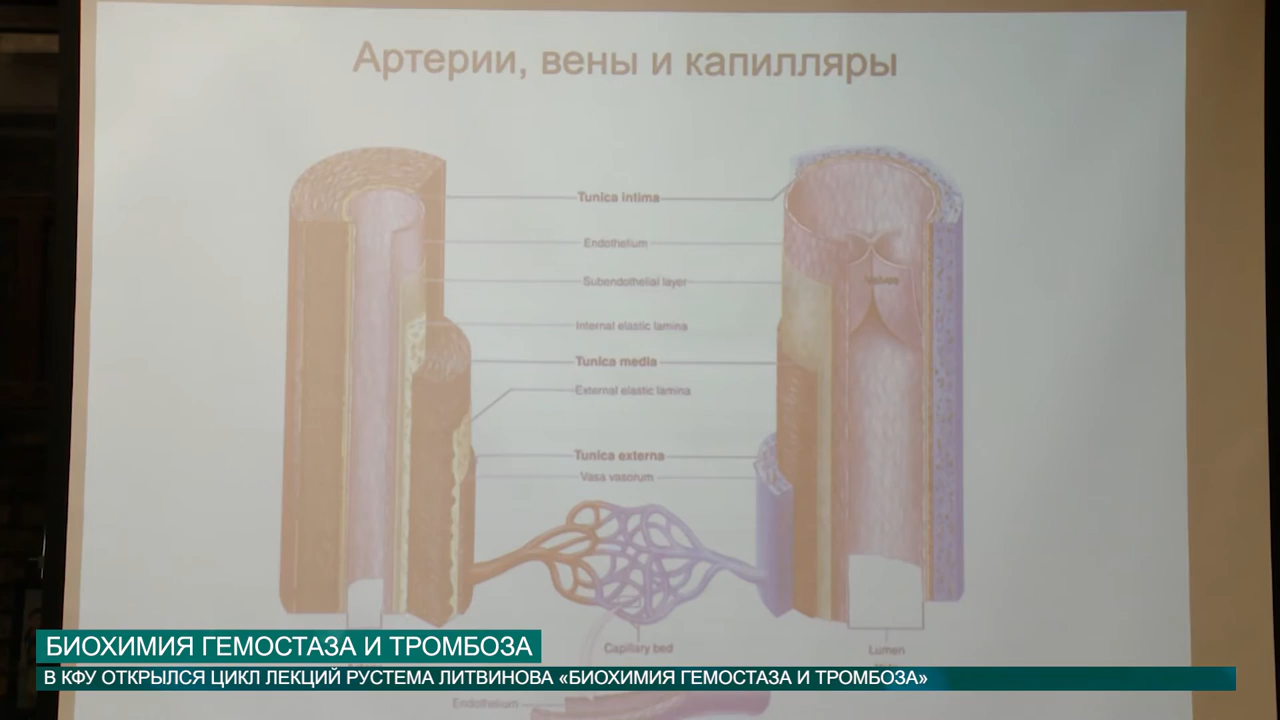 Артерии, вены и капилляры
Tunica intima
Endothelium
Subendothelial layer
Internal elastic lamina
Tunica media
External elastic lamina
Tunica externa
Vasa vasorum
Capillary bed
Lumen
Endothelium
БИОХИМИЯ ГЕМОСТАЗА И ТРОМБОЗА
В КФУ ОТКРЫЛСЯ ЦИКЛ ЛЕКЦИЙ РУСТЕМА ЛИТВИНОВА «БИОХИМИЯ ГЕМОСТАЗА И ТРОМБОЗА»